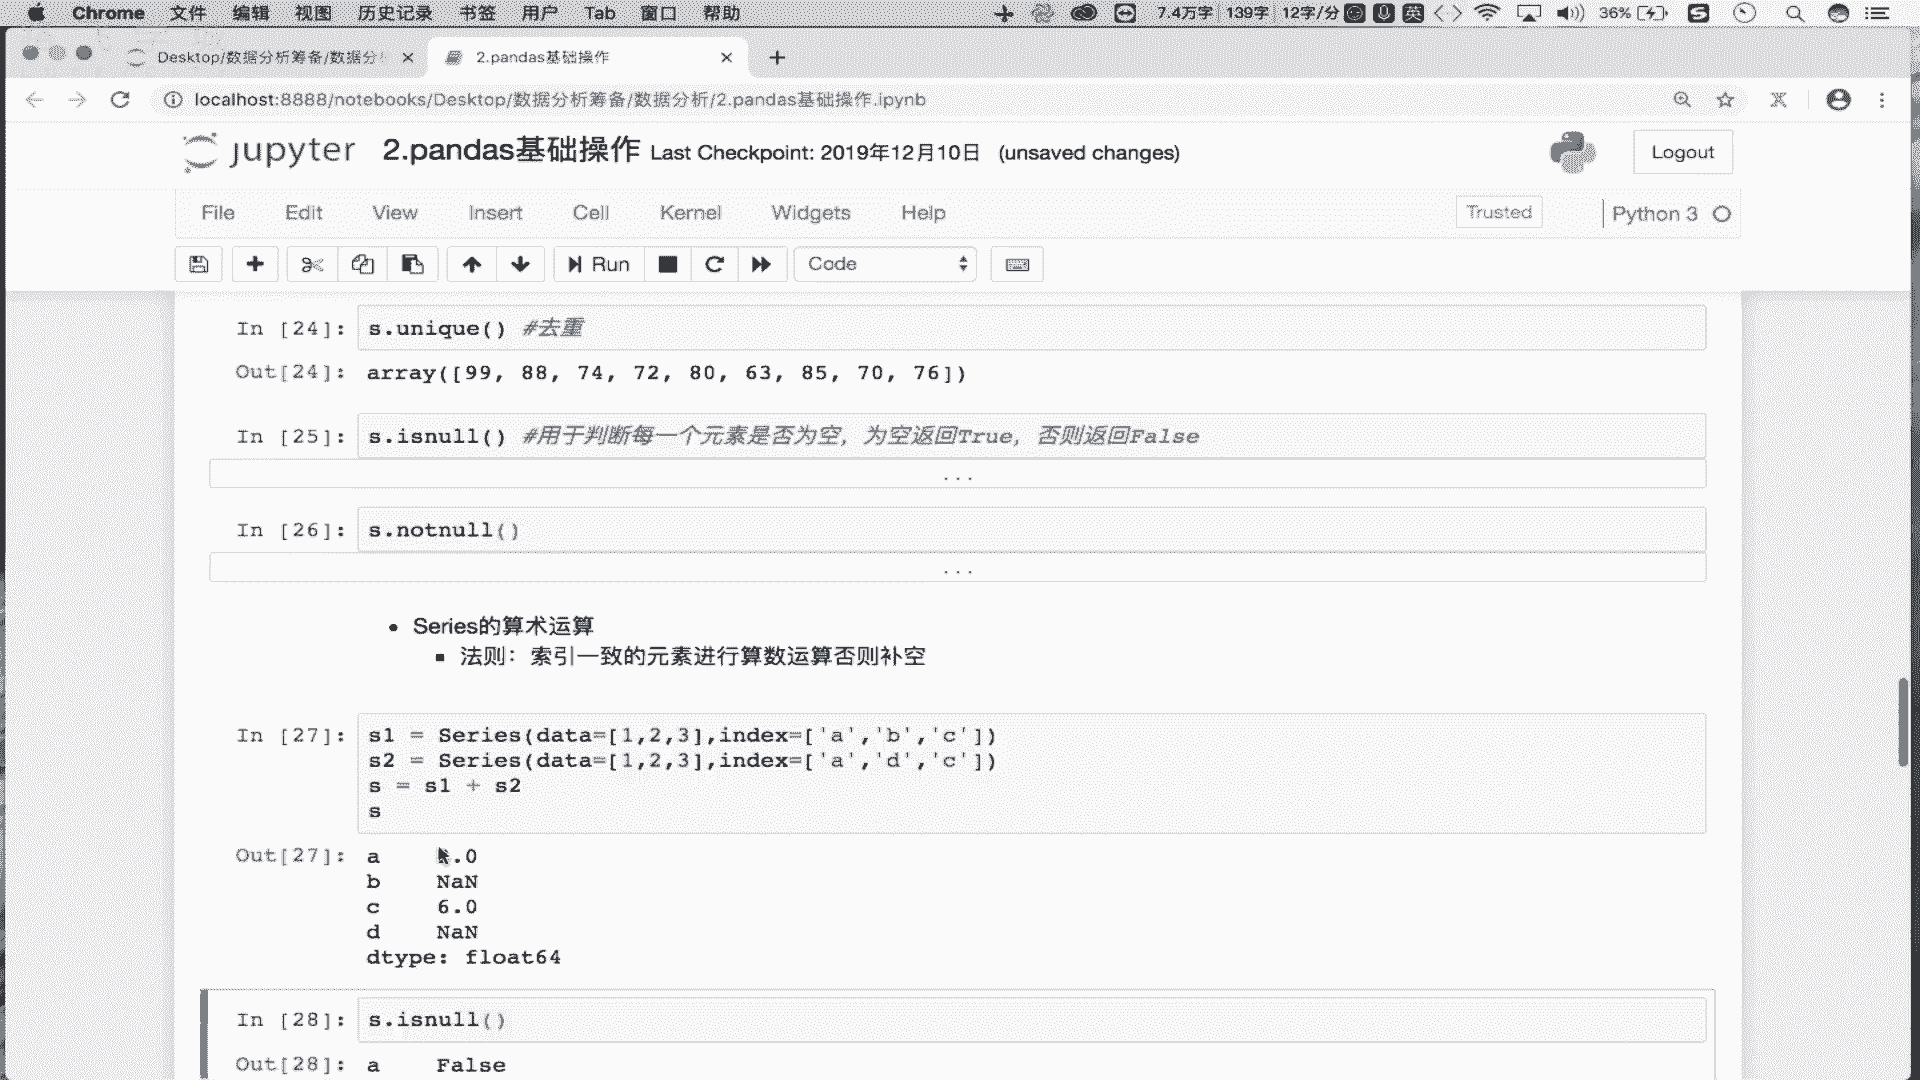 Chrome 文件 编辑 视图 历史记录 书签 用户 Tab 窗口 帮助 7.4万字 139字 12字/分 英 36%
Desktop/数据分析筹备/数据分 2.pandas基础操作
localhost:8888/notebooks/Desktop/数据分析筹备/数据分析/2.pandas基础操作.ipynb
jupyter 2.pandas基础操作 Last Checkpoint: 2019年12月10日 (unsaved changes) Logout
File Edit View Insert Cell Kernel Widgets Help Trusted Python 3
Run Code
In [24]: s.unique() #去重
Out[24]: array([99, 88, 74, 72, 80, 63, 85, 70, 76])
In [25]: s.isnull() #用于判断每一个元素是否为空，为空返回True，否则返回False
...
In [26]: s.notnull()
...
• Series的算术运算
▪ 法则：索引一致的元素进行算数运算否则补空
In [27]: s1 = Series(data=[1,2,3],index=['a','b','c'])
s2 = Series(data=[1,2,3],index=['a','d','c'])
s = s1 + s2
s
Out[27]: a .0
b NaN
c 6.0
d NaN
dtype: float64
In [28]: s.isnull()
Out[28]: a False